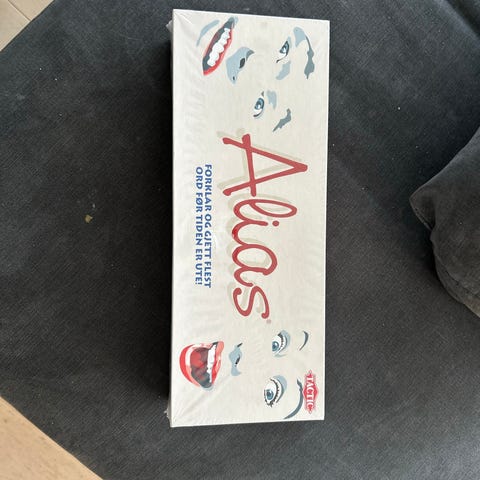 Alias®
FORKLAR OG GJETT FLEST
ORD FØR TIDEN ER UTE!
TACTIC